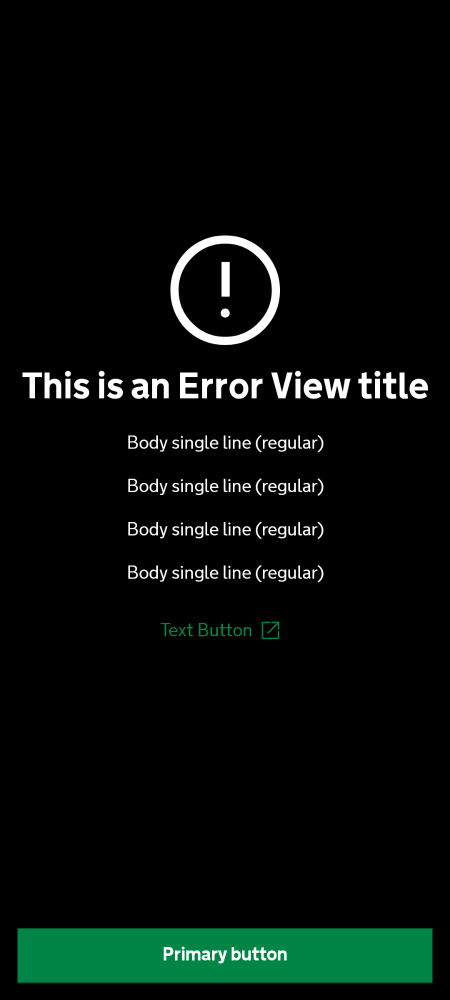 This is an Error View title
Body single line (regular)
Body single line (regular)
Body single line (regular)
Body single line (regular)
Text Button
Primary button